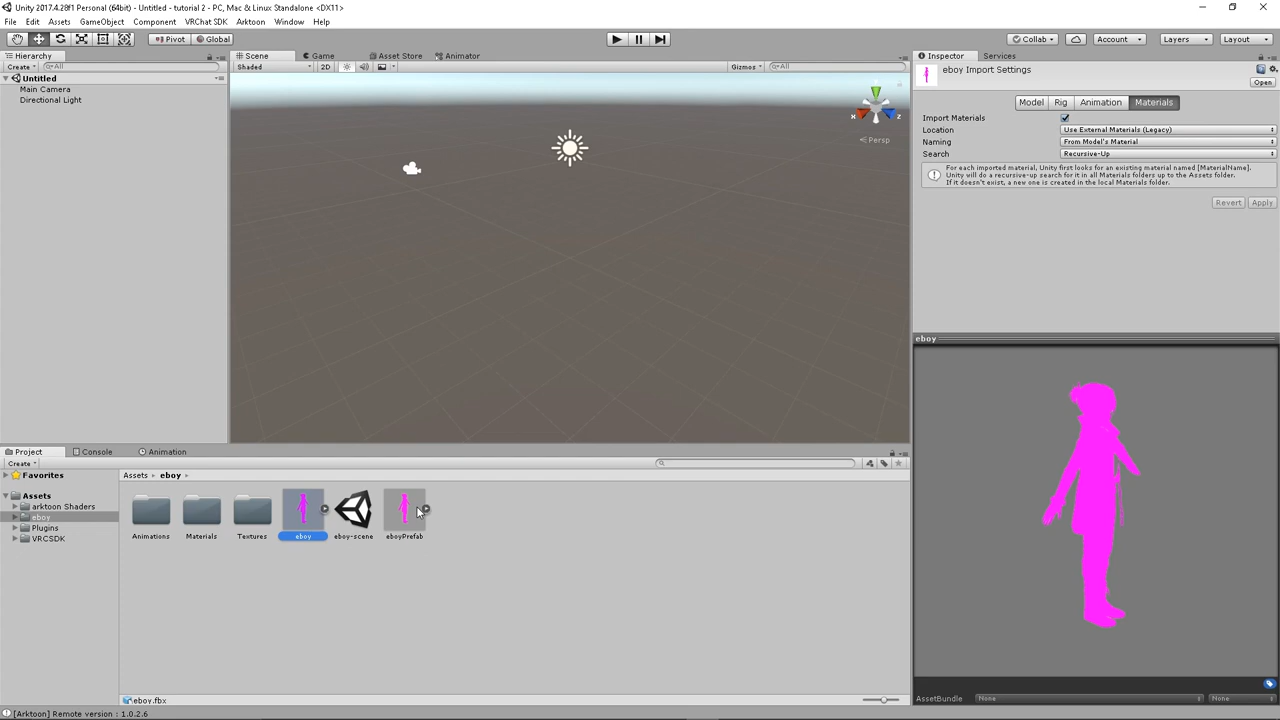 Unity 2017.4.28f1 Personal (64bit) - Untitled - tutorial 2 - PC, Mac & Linux Standalone <DX11>
File Edit Assets GameObject Component VRChat SDK Arktoon Window Help
Pivot Global Collab Account Layers Layout
Hierarchy
Create All
Untitled
Main Camera
Directional Light
Scene Game Asset Store Animator
Shaded 2D Gizmos All
X Z
Persp
Inspector Services
eboy Import Settings
Open
Model Rig Animation Materials
Import Materials
Location Use External Materials (Legacy)
Naming From Model's Material
Search Recursive-Up
For each imported material, Unity first looks for an existing material named [MaterialName].
Unity will do a recursive-up search for it in all Materials folders up to the Assets folder.
If it doesn't exist, a new one is created in the local Materials folder.
Revert Apply
eboy
Project Console Animation
Create
Favorites
Assets
arktoon Shaders
eboy
Plugins
VRCSDK
Assets eboy
Animations Materials Textures eboy eboy-scene eboyPrefab
eboy.fbx
AssetBundle None None
[Arktoon] Remote version : 1.0.2.6